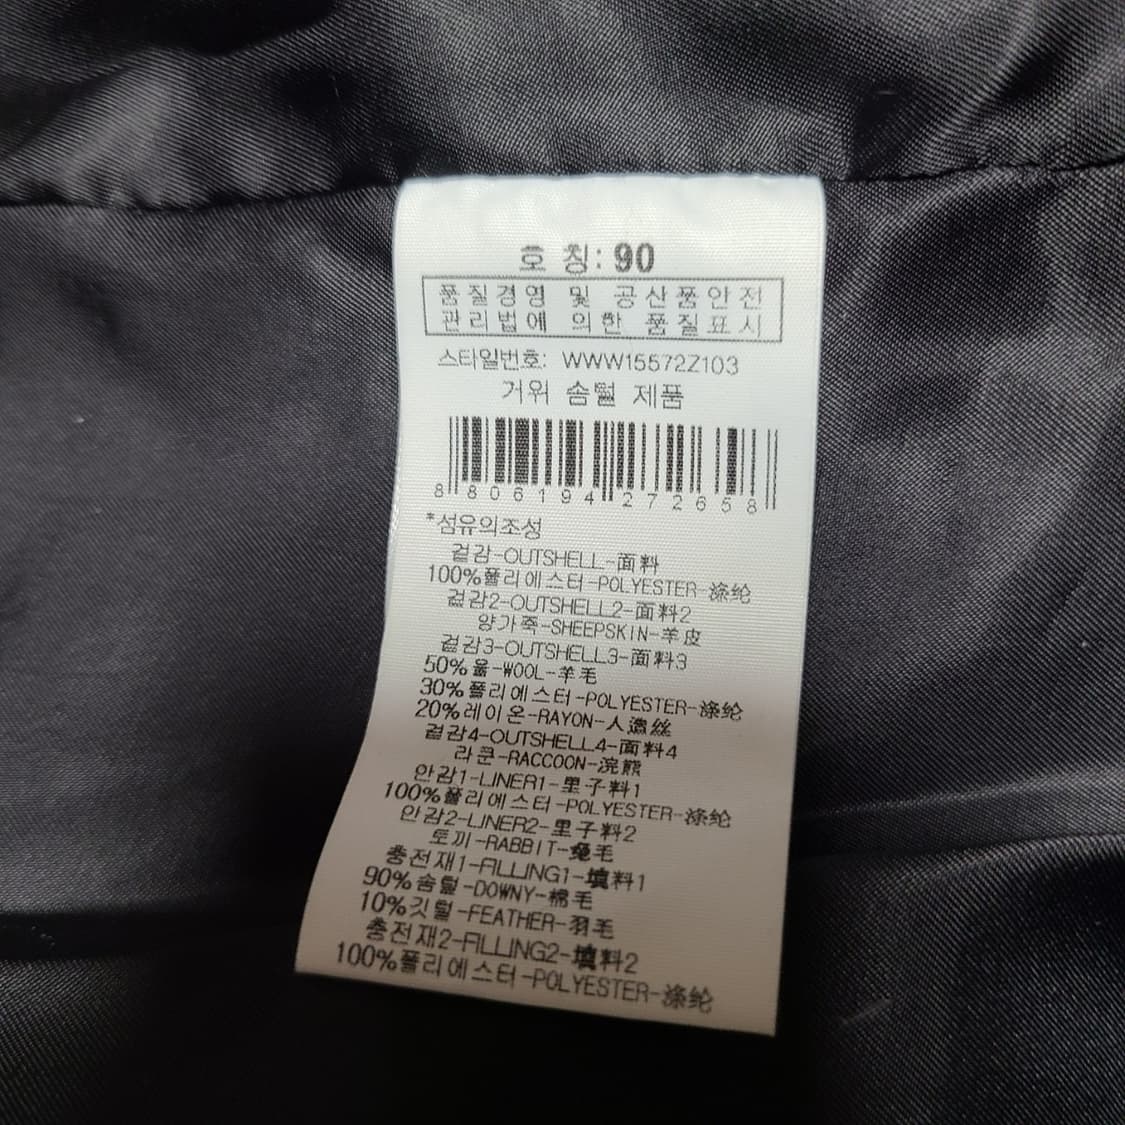 호 칭: 90
품질경영 및 공산품안전
관리법에 의한 품질표시
스타일번호: WWW15572Z103
거위 솜털 제품
8 806194 272658
*섬유의조성
겉감-OUTSHELL-面料
100%폴리에스터-POLYESTER-涤纶
겉감2-OUTSHELL2-面料2
양가죽-SHEEPSKIN-羊皮
겉감3-OUTSHELL3-面料3
50%울-WOOL-羊毛
30%폴리에스터-POLYESTER-涤纶
20%레이온-RAYON-人造丝
겉감4-OUTSHELL4-面料4
라쿤-RACCOON-浣熊
안감1-LINER1-里子料1
100%폴리에스터-POLYESTER-涤纶
안감2-LINER2-里子料2
토끼-RABBIT-兔毛
충전재1-FILLING1-填料1
90%솜털-DOWNY-棉毛
10%깃털-FEATHER-羽毛
충전재2-FILLING2-填料2
100%폴리에스터-POLYESTER-涤纶